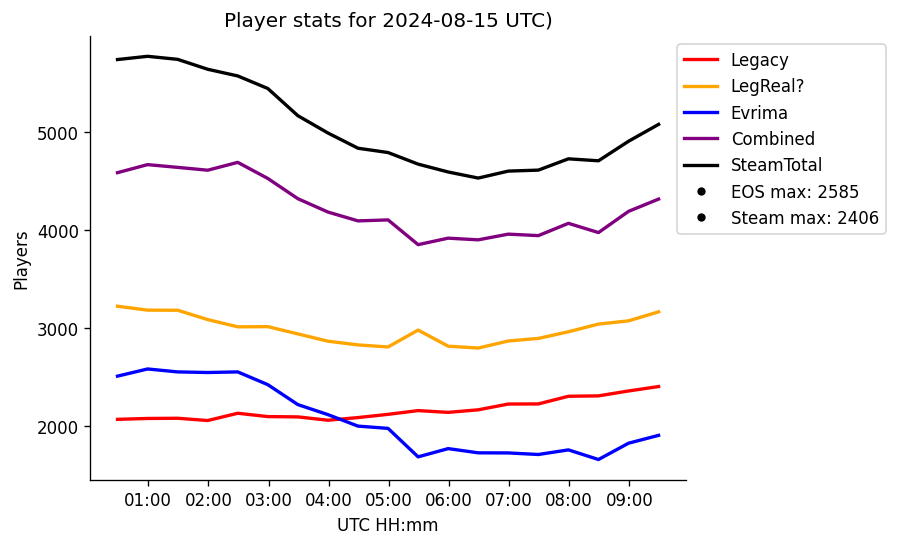 Player stats for 2024-08-15 UTC)
Legacy
LegReal?
Evrima
Combined
SteamTotal
EOS max: 2585
Steam max: 2406
Players
5000
4000
3000
2000
01:00 02:00 03:00 04:00 05:00 06:00 07:00 08:00 09:00
UTC HH:mm